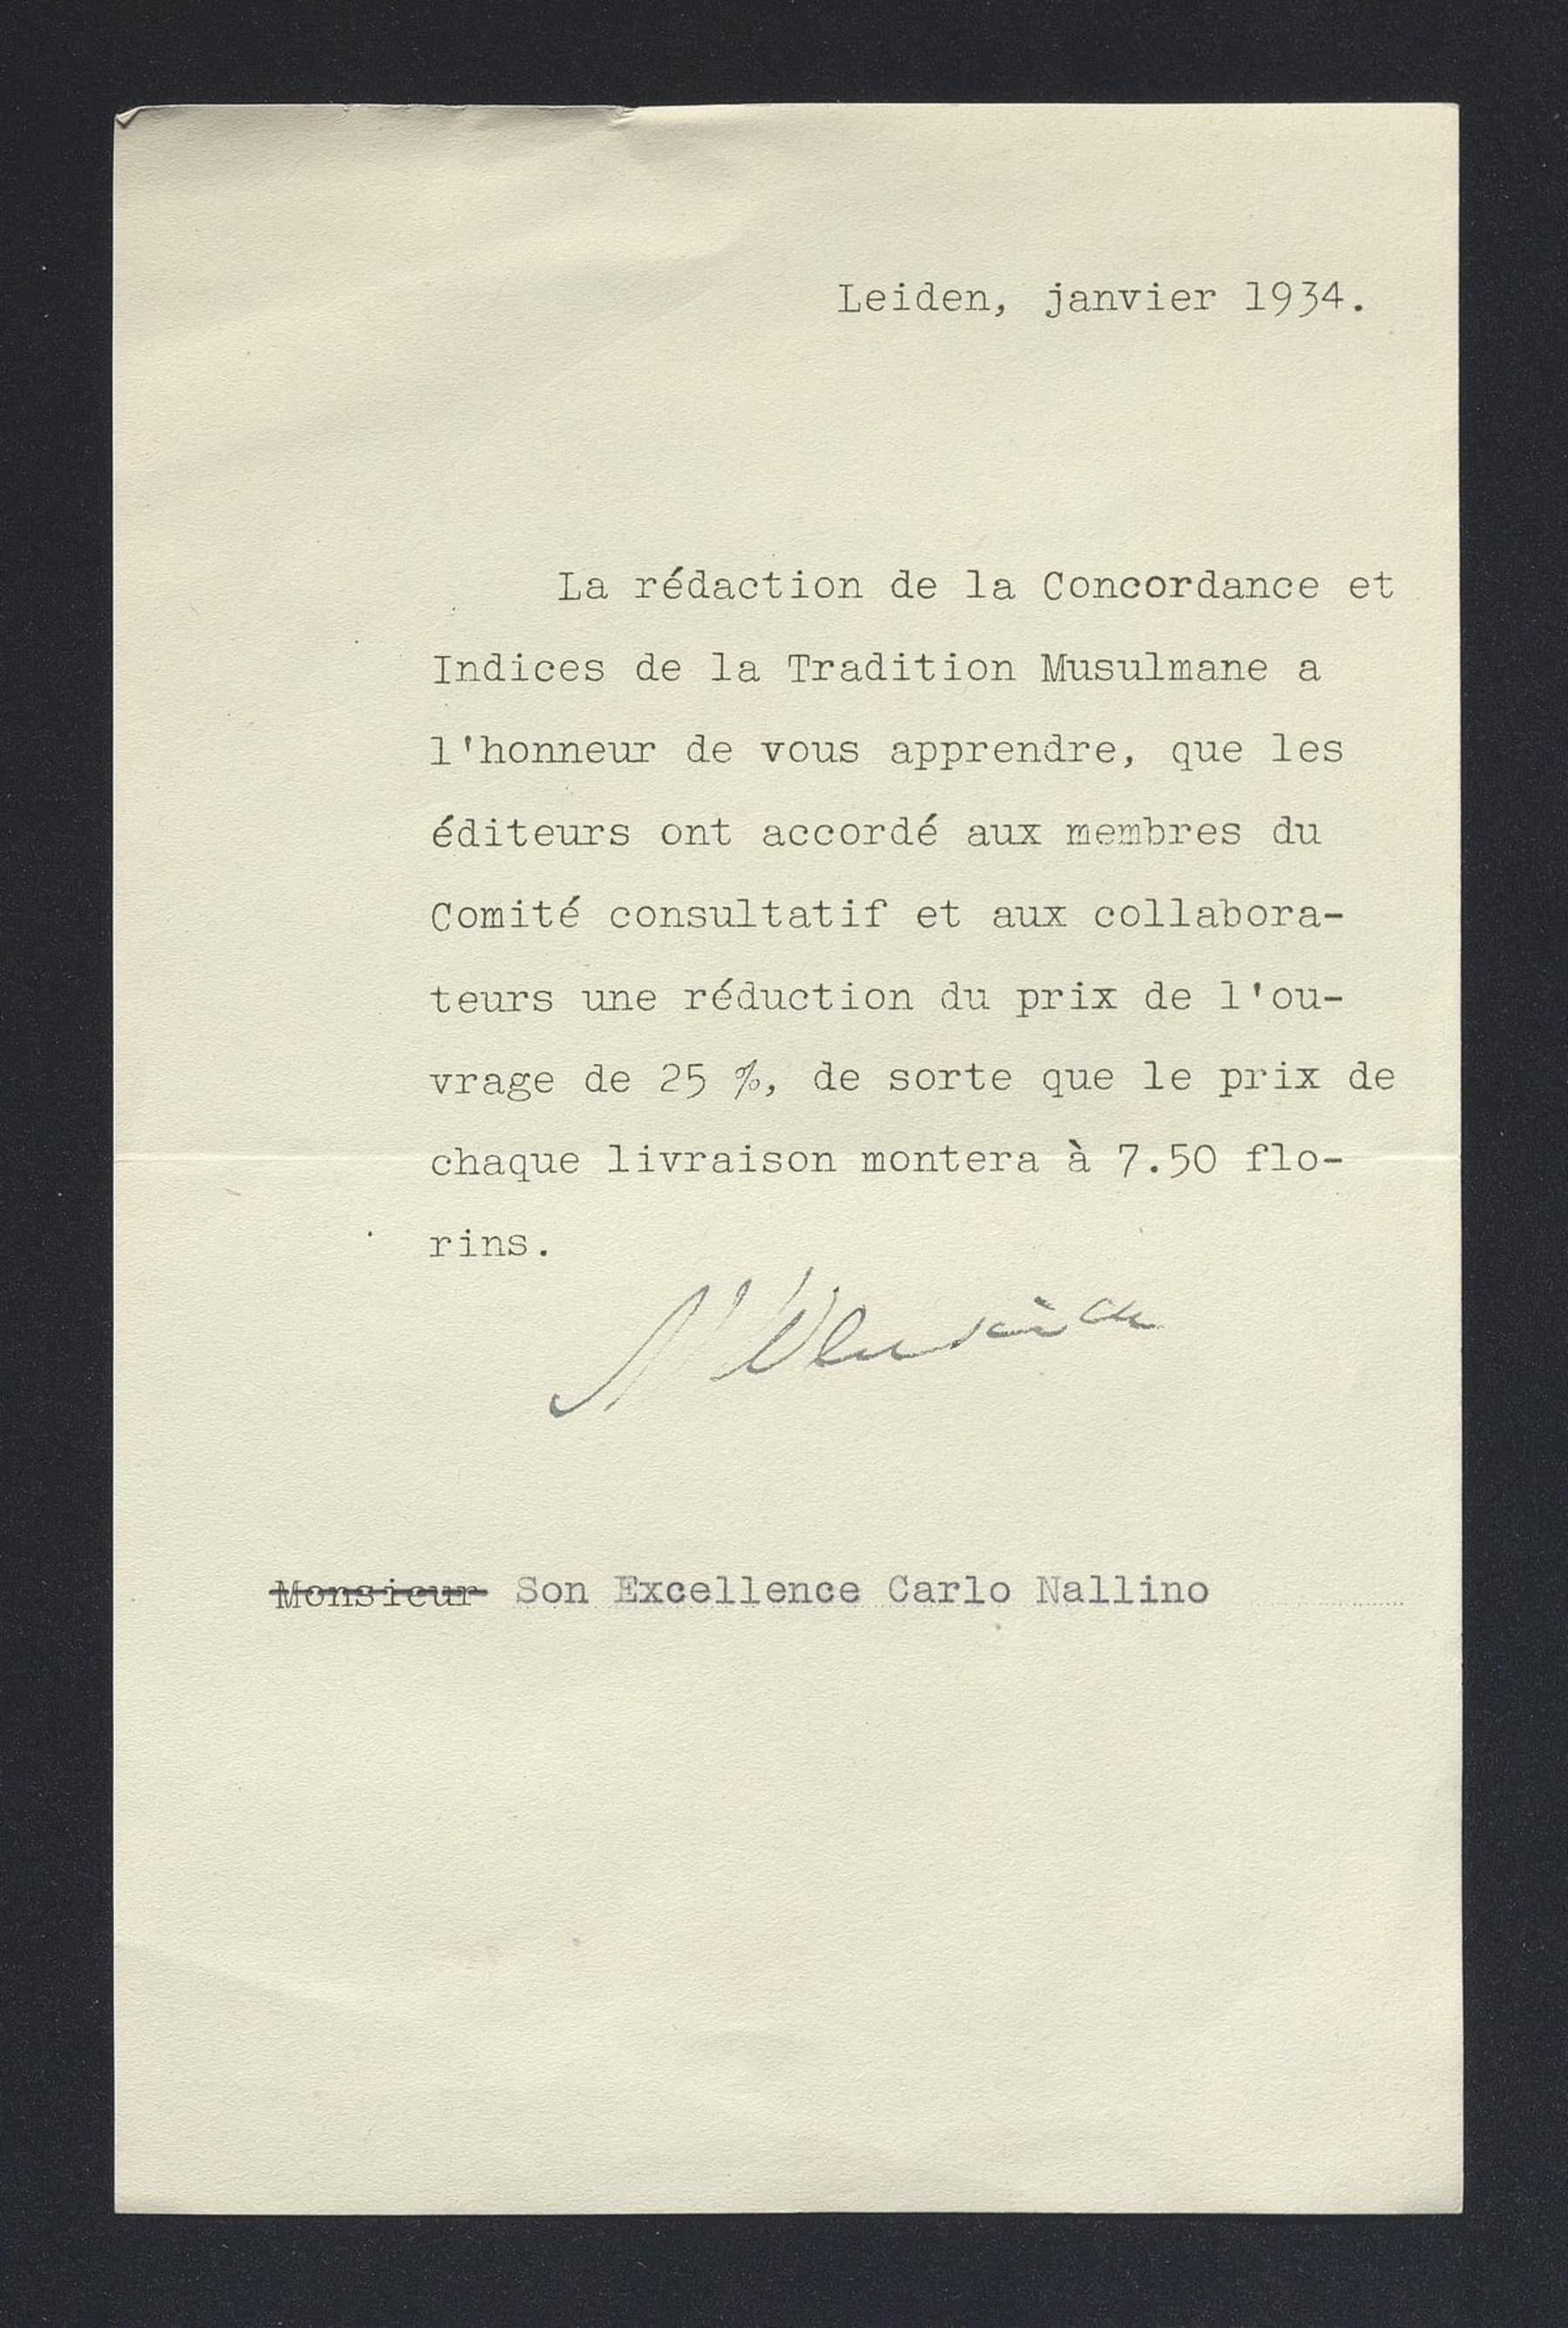 Leiden, janvier 1934.
La rédaction de la Concordance et
Indices de la Tradition Musulmane a
l'honneur de vous apprendre, que les
éditeurs ont accordé aux membres du
Comité consultatif et aux collabora-
teurs une réduction du prix de l'ou-
vrage de 25 %, de sorte que le prix de
chaque livraison montera à 7.50 flo-
rins.
Monsieur Son Excellence Carlo Nallino